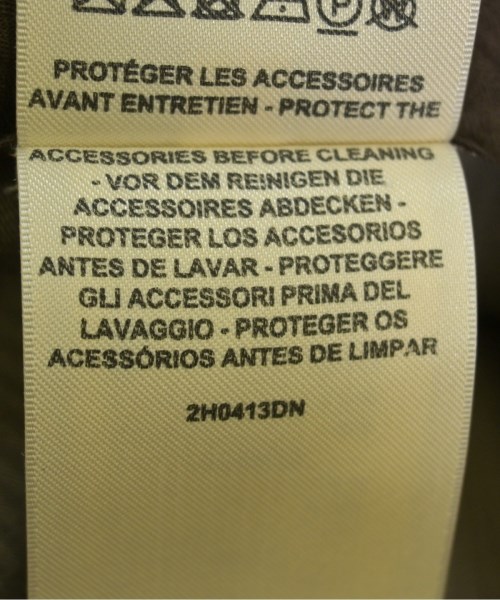 PROTÉGER LES ACCESSOIRES
AVANT ENTRETIEN - PROTECT THE
ACCESSORIES BEFORE CLEANING
- VOR DEM REINIGEN DIE
ACCESSOIRES ABDECKEN -
PROTEGER LOS ACCESORIOS
ANTES DE LAVAR - PROTEGGERE
GLI ACCESSORI PRIMA DEL
LAVAGGIO - PROTEGER OS
ACESSÓRIOS ANTES DE LIMPAR
2H0413DN